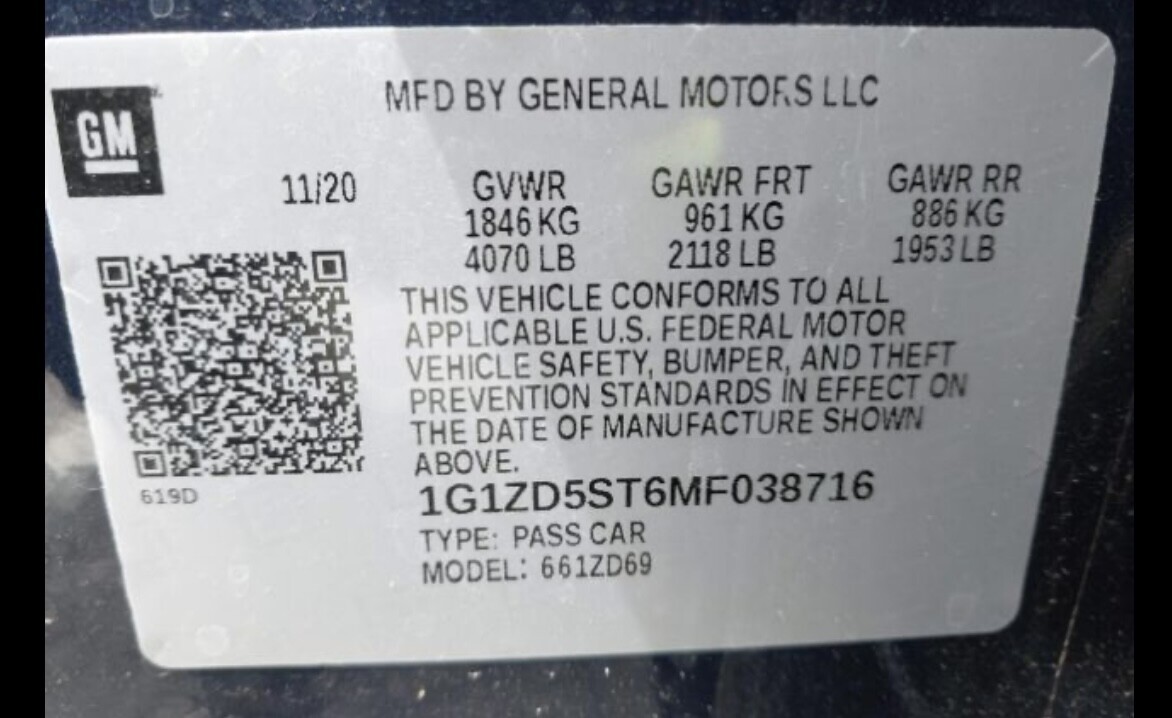 GM
MFD BY GENERAL MOTORS LLC
11/20 GVWR GAWR FRT GAWR RR
1846 KG 961 KG 886 KG
4070 LB 2118 LB 1953 LB
THIS VEHICLE CONFORMS TO ALL
APPLICABLE U.S. FEDERAL MOTOR
VEHICLE SAFETY, BUMPER, AND THEFT
PREVENTION STANDARDS IN EFFECT ON
THE DATE OF MANUFACTURE SHOWN
ABOVE.
619D
1G1ZD5ST6MF038716
TYPE: PASS CAR
MODEL: 661ZD69